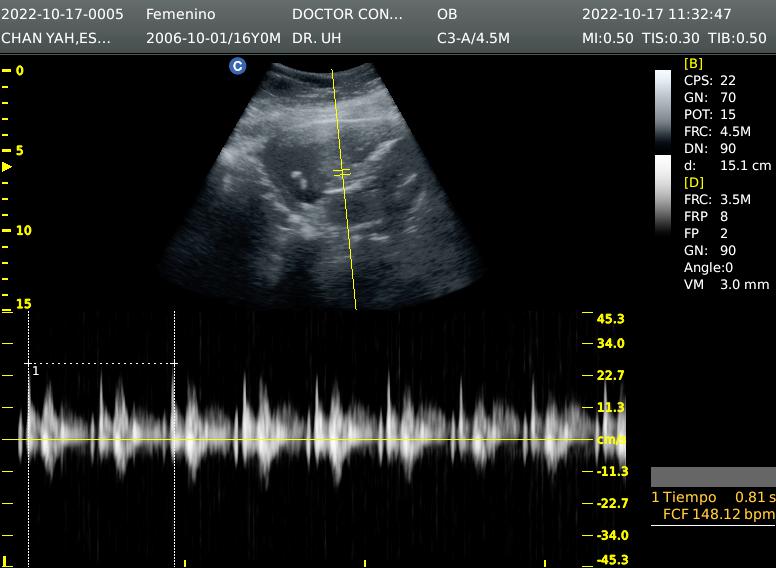 2022-10-17-0005 Femenino DOCTOR CON... OB 2022-10-17 11:32:47
CHAN YAH,ES... 2006-10-01/16Y0M DR. UH C3-A/4.5M MI:0.50 TIS:0.30 TIB:0.50
C
0
5
10
15
[B]
CPS: 22
GN: 70
POT: 15
FRC: 4.5M
DN: 90
d: 15.1 cm
[D]
FRC: 3.5M
FRP 8
FP 2
GN: 90
Angle:0
VM 3.0 mm
1
45.3
34.0
22.7
11.3
cm/s
-11.3
-22.7
-34.0
-45.3
1 Tiempo 0.81 s
FCF 148.12 bpm